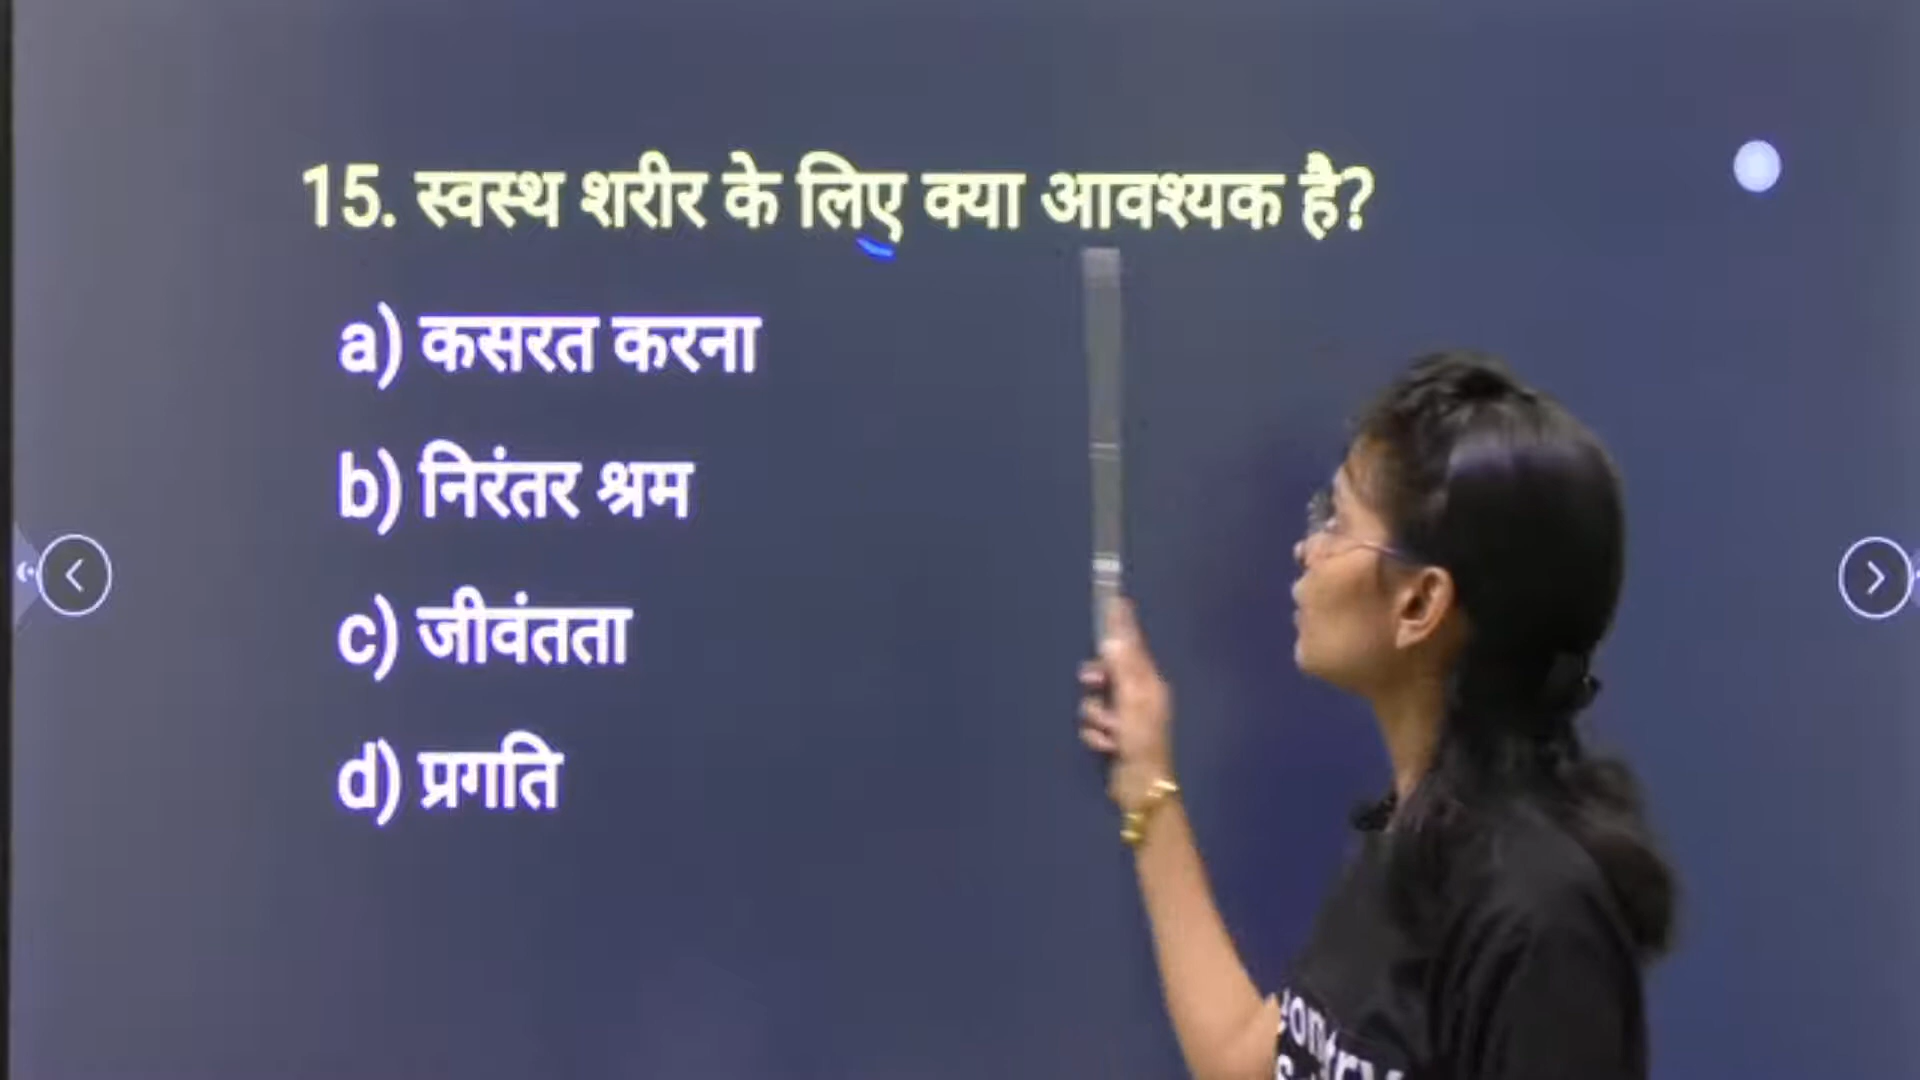 15. स्वस्थ शरीर के लिए क्या आवश्यक है?
a) कसरत करना
b) निरंतर श्रम
c) जीवंतता
d) प्रगति